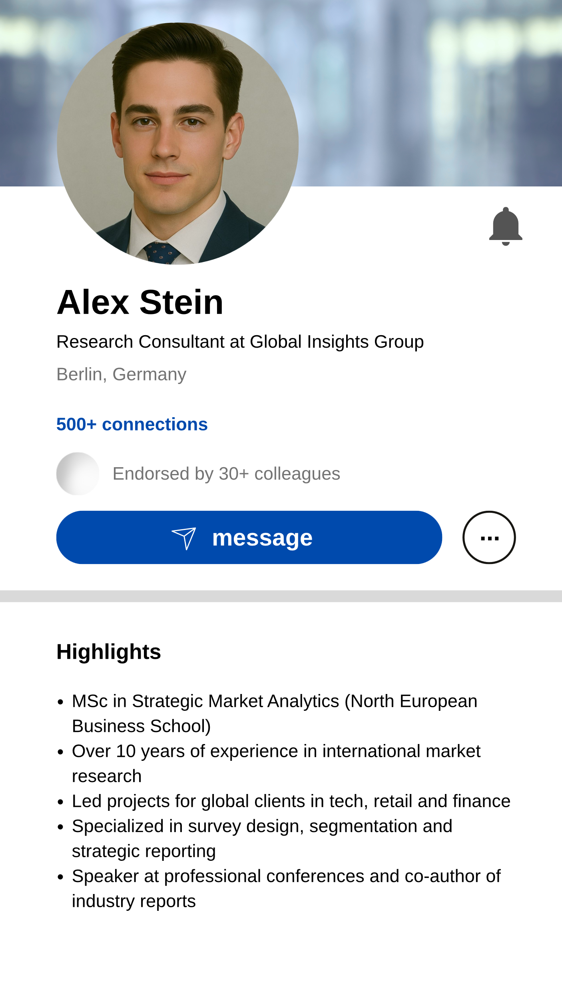 Alex Stein
Research Consultant at Global Insights Group
Berlin, Germany
500+ connections
Endorsed by 30+ colleagues
message
...
Highlights
• MSc in Strategic Market Analytics (North European
Business School)
• Over 10 years of experience in international market
research
• Led projects for global clients in tech, retail and finance
• Specialized in survey design, segmentation and
strategic reporting
• Speaker at professional conferences and co-author of
industry reports